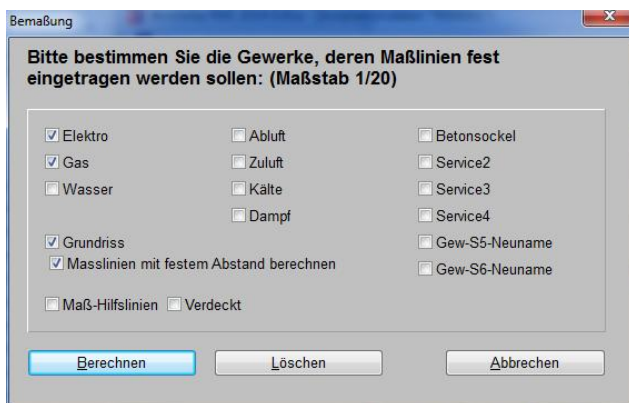 Bemaßung
Bitte bestimmen Sie die Gewerke, deren Maßlinien fest
eingetragen werden sollen: (Maßstab 1/20)
Elektro
Abluft
Betonsockel
Gas
Zuluft
Service2
Wasser
Kälte
Service3
Dampf
Service4
Grundriss
Gew-S5-Neuname
Masslinien mit festem Abstand berechnen
Gew-S6-Neuname
Maß-Hilfslinien
Verdeckt
Berechnen
Löschen
Abbrechen